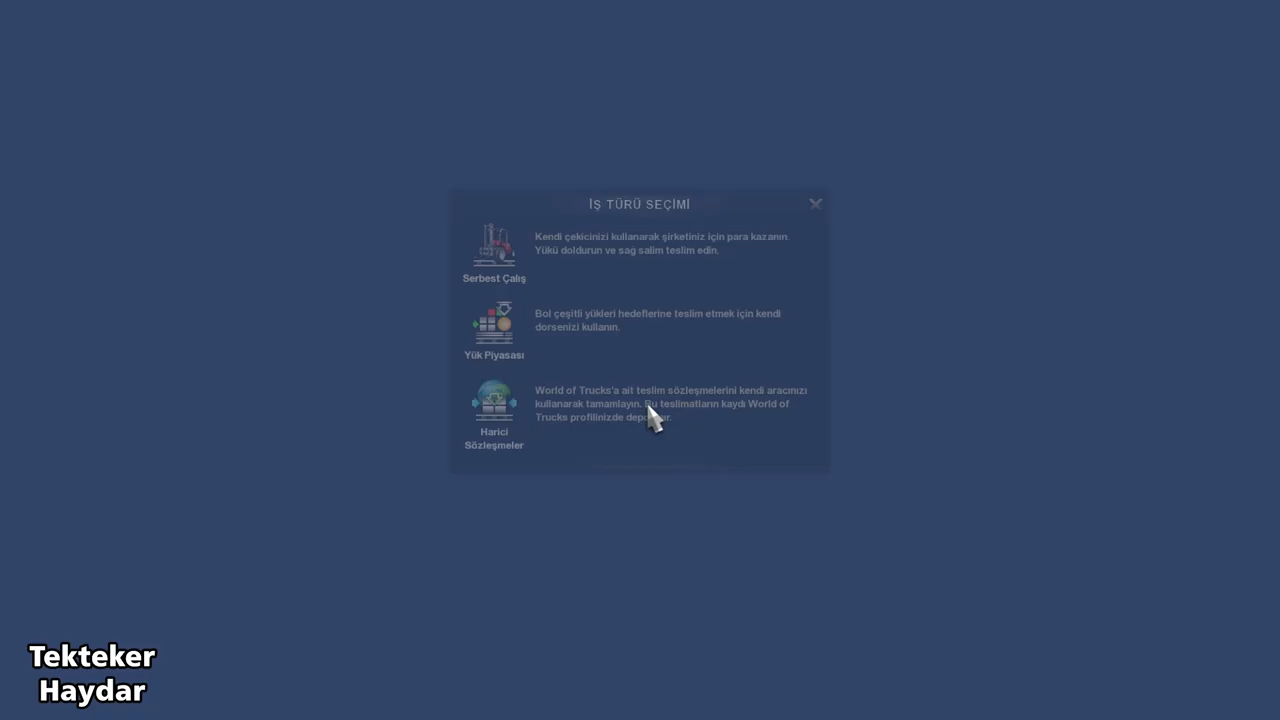 İŞ TÜRÜ SEÇİMİ
Kendi çekicinizi kullanarak şirketiniz için para kazanın.
Yükü doldurun ve sağ salim teslim edin.
Serbest Çalış
Bol çeşitli yükleri hedeflerine teslim etmek için kendi
dorsenizi kullanın.
Yük Piyasası
World of Trucks'a ait teslim sözleşmelerini kendi aracınızı
kullanarak tamamlayın. Bu teslimatların kaydı World of
Trucks profilinizde
Harici
Sözleşmeler
Tekteker
Haydar